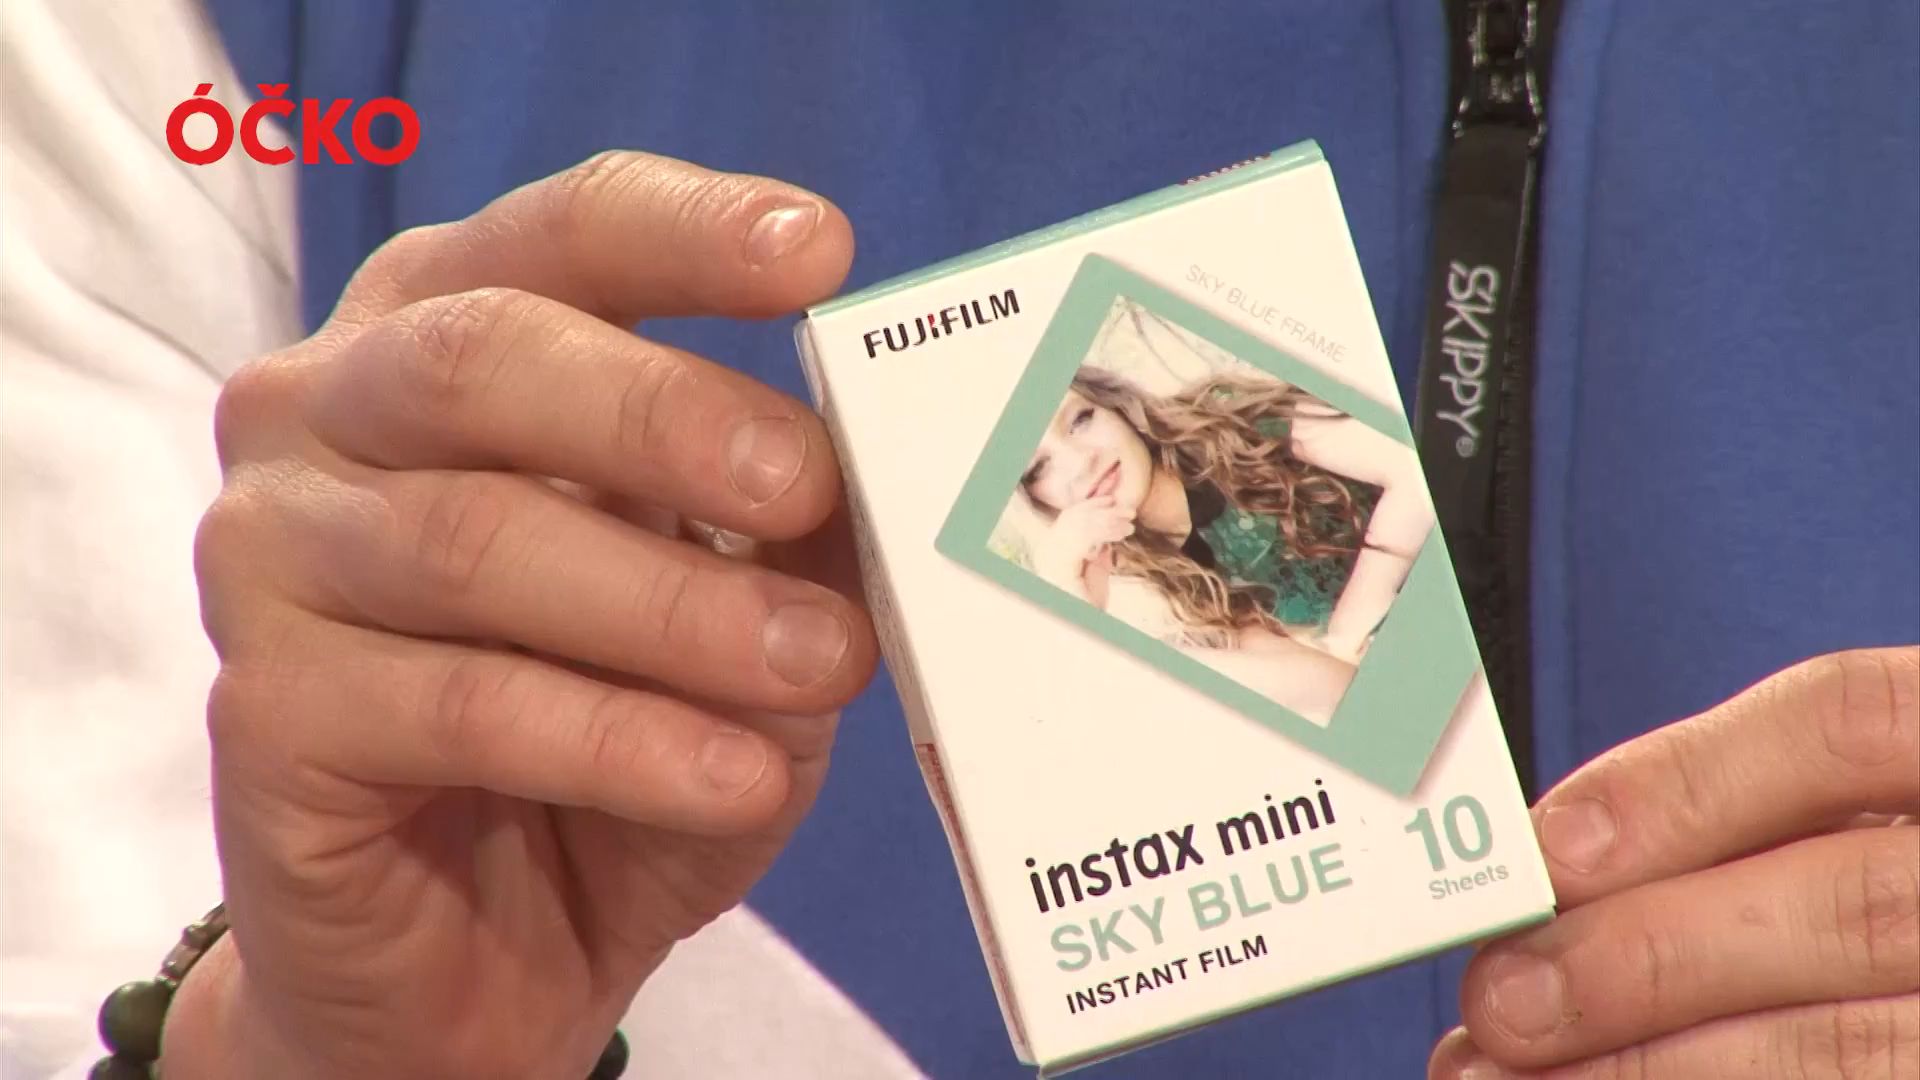 ÓČKO
FUJIFILM
SKY BLUE FRAME
SKIPPY®
instax mini
SKY BLUE
INSTANT FILM
10
Sheets